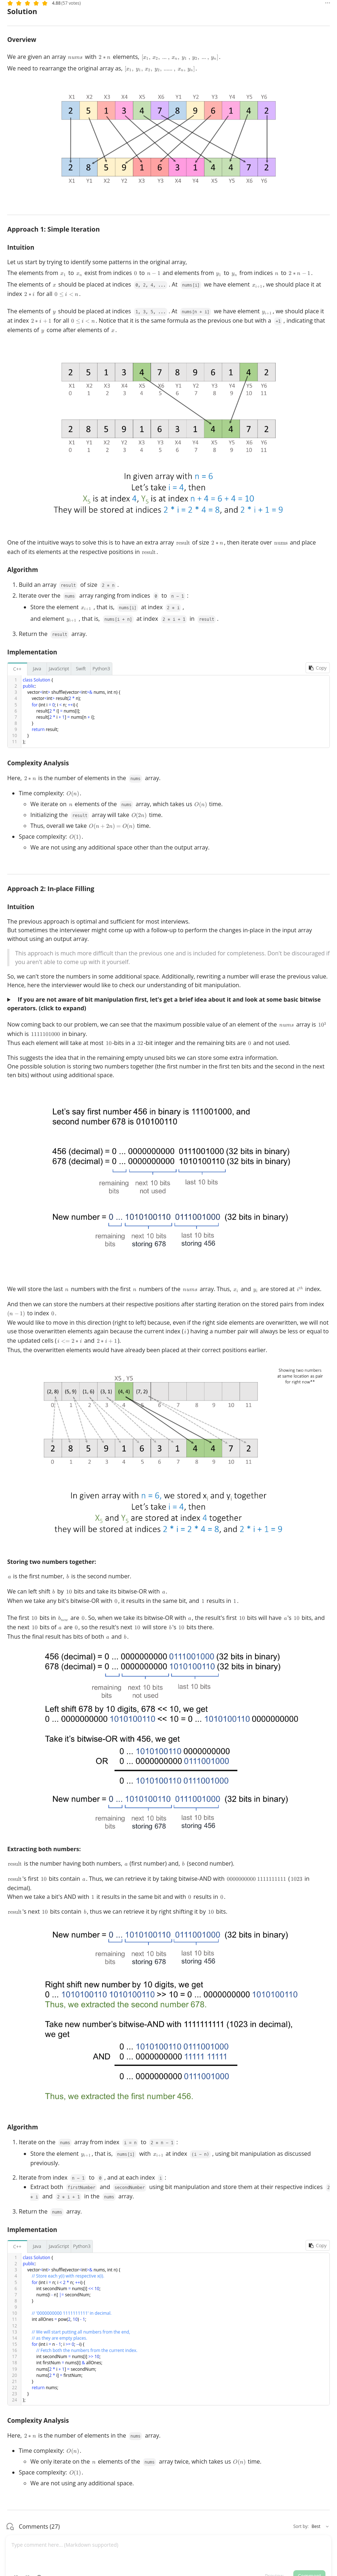 4.88 (57 votes)
Solution
Overview
We are given an array nums with 2 * n elements, [x1, x2, ... , xn, y1, y2, ... , yn].
We need to rearrange the original array as, [x1, y1, x2, y2, ......, xn, yn].
X1 X2 X3 X4 X5 X6 Y1 Y2 Y3 Y4 Y5 Y6
2 5 1 3 4 7 8 9 6 1 4 2
2 8 5 9 1 6 3 1 4 4 7 2
X1 Y1 X2 Y2 X3 Y3 X4 Y4 X5 Y5 X6 Y6
Approach 1: Simple Iteration
Intuition
Let us start by trying to identify some patterns in the original array,
The elements from x1 to xn exist from indices 0 to n − 1 and elements from y1 to yn from indices n to 2 * n − 1.
The elements of x should be placed at indices 0, 2, 4, ... . At nums[i] we have element xi+1, we should place it
at index 2 * i for all 0 ≤ i < n.
The elements of y should be placed at indices 1, 3, 5, ... . At nums[n + i] we have element yi+1, we should place it
at index 2 * i + 1 for all 0 ≤ i < n. Notice that it is the same formula as the previous one but with a +1 , indicating that
elements of y come after elements of x.
2 5 1 3 4 7 8 9 6 1 4 2
X1 X2 X3 X4 X5 X6 Y1 Y2 Y3 Y4 Y5 Y6
0 1 2 3 4 5 6 7 8 9 10 11
2 8 5 9 1 6 3 1 4 4 7 2
X1 Y1 X2 Y2 X3 Y3 X4 Y4 X5 Y5 X6 Y6
0 1 2 3 4 5 6 7 8 9 10 11
In given array with n = 6
Let's take i = 4, then
X5 is at index 4, Y5 is at index n + 4 = 6 + 4 = 10
They will be stored at indices 2 * i = 2 * 4 = 8, and 2 * i + 1 = 9
One of the intuitive ways to solve this is to have an extra array result of size 2 * n, then iterate over nums and place
each of its elements at the respective positions in result.
Algorithm
1. Build an array result of size 2 * n .
2. Iterate over the nums array ranging from indices 0 to n - 1 :
Store the element xi+1, that is, nums[i] at index 2 * i ,
and element yi+1, that is, nums[i + n] at index 2 * i + 1 in result .
3. Return the result array.
Implementation
C++ Java JavaScript Swift Python3 Copy
1 class Solution {
2 public:
3 vector<int> shuffle(vector<int>& nums, int n) {
4 vector<int> result(2 * n);
5 for (int i = 0; i < n; ++i) {
6 result[2 * i] = nums[i];
7 result[2 * i + 1] = nums[n + i];
8 }
9 return result;
10 }
11 };
Complexity Analysis
Here, 2 * n is the number of elements in the nums array.
Time complexity: O(n).
We iterate on n elements of the nums array, which takes us O(n) time.
Initializing the result array will take O(2n) time.
Thus, overall we take O(n + 2n) = O(n) time.
Space complexity: O(1).
We are not using any additional space other than the output array.
Approach 2: In-place Filling
Intuition
The previous approach is optimal and sufficient for most interviews.
But sometimes the interviewer might come up with a follow-up to perform the changes in-place in the input array
without using an output array.
This approach is much more difficult than the previous one and is included for completeness. Don't be discouraged if
you aren't able to come up with it yourself.
So, we can't store the numbers in some additional space. Additionally, rewriting a number will erase the previous value.
Hence, here the interviewer would like to check our understanding of bit manipulation.
If you are not aware of bit manipulation first, let's get a brief idea about it and look at some basic bitwise
operators. (click to expand)
Now coming back to our problem, we can see that the maximum possible value of an element of the nums array is 10³
which is 1111101000 in binary.
Thus each element will take at most 10-bits in a 32-bit integer and the remaining bits are 0 and not used.
This suggests the idea that in the remaining empty unused bits we can store some extra information.
One possible solution is storing two numbers together (the first number in the first ten bits and the second in the next
ten bits) without using additional space.
Let's say first number 456 in binary is 111001000, and
second number 678 is 010100110
456 (decimal) = 0 ... 0000000000 0111001000 (32 bits in binary)
678 (decimal) = 0 ... 0000000000 1010100110 (32 bits in binary)
remaining next 10 bits last 10 bits
bits not used
New number = 0 ... 1010100110 0111001000 (32 bits in binary)
remaining next 10 bits last 10 bits
bits storing 678 storing 456
We will store the last n numbers with the first n numbers of the nums array. Thus, xi and yi are stored at ith index.
And then we can store the numbers at their respective positions after starting iteration on the stored pairs from index
(n − 1) to index 0.
We would like to move in this direction (right to left) because, even if the right side elements are overwritten, we will not
use those overwritten elements again because the current index (i) having a number pair will always be less or equal to
the updated cells (i <= 2 * i and 2 * i + 1).
Thus, the overwritten elements would have already been placed at their correct positions earlier.
X5 , Y5
Showing two numbers
at same location as pair
for right now**
(2, 8) (5, 9) (1, 6) (3, 1) (4, 4) (7, 2)
0 1 2 3 4 5 6 7 8 9 10 11
2 8 5 9 1 6 3 1 4 4 7 2
0 1 2 3 4 5 6 7 8 9 10 11
In given array with n = 6, we stored xi and yi together
Let's take i = 4, then
X5 and Y5 are stored at index 4 together
they will be stored at indices 2 * i = 2 * 4 = 8, and 2 * i + 1 = 9
Storing two numbers together:
a is the first number, b is the second number.
We can left shift b by 10 bits and take its bitwise-OR with a.
When we take any bit's bitwise-OR with 0, it results in the same bit, and 1 results in 1.
The first 10 bits in bnew are 0. So, when we take its bitwise-OR with a, the result's first 10 bits will have a's 10 bits,
and the next 10 bits of a are 0, so the result's next 10 will store b's 10 bits there.
Thus the final result has bits of both a and b.
456 (decimal) = 0 ... 0000000000 0111001000 (32 bits in binary)
678 (decimal) = 0 ... 0000000000 1010100110 (32 bits in binary)
remaining next 10 bits last 10 bits
bits not used
Left shift 678 by 10 digits, 678 << 10, we get
0 ... 0000000000 1010100110 << 10 = 0 ... 1010100110 0000000000
Take it's bitwise-OR with 456, we get
0 ... 1010100110 0000000000
OR 0 ... 0000000000 0111001000
0 ... 1010100110 0111001000
New number = 0 ... 1010100110 0111001000 (32 bits in binary)
remaining next 10 bits last 10 bits
bits storing 678 storing 456
Extracting both numbers:
result is the number having both numbers, a (first number) and, b (second number).
result's first 10 bits contain a. Thus, we can retrieve it by taking bitwise-AND with 0000000000 1111111111 (1023 in
decimal).
When we take a bit's AND with 1 it results in the same bit and with 0 results in 0.
result's next 10 bits contain b, thus we can retrieve it by right shifting it by 10 bits.
New number = 0 ... 1010100110 0111001000 (32 bits in binary)
remaining next 10 bits last 10 bits
bits storing 678 storing 456
Right shift new number by 10 digits, we get
0 ... 1010100110 1010100110 >> 10 = 0 ... 0000000000 1010100110
Thus, we extracted the second number 678.
Take new number's bitwise-AND with 1111111111 (1023 in decimal),
we get
0 ... 1010100110 0111001000
AND 0 ... 0000000000 11111 11111
0 ... 0000000000 0111001000
Thus, we extracted the first number 456.
Algorithm
1. Iterate on the nums array from index i = n to 2 * n - 1 :
Store the element yi+1, that is, nums[i] with xi+1 at index (i - n) , using bit manipulation as discussed
previously.
2. Iterate from index n - 1 to 0 , and at each index i :
Extract both firstNumber and secondNumber using bit manipulation and store them at their respective indices 2
* i and 2 * i + 1 in the nums array.
3. Return the nums array.
Implementation
C++ Java JavaScript Python3 Copy
1 class Solution {
2 public:
3 vector<int> shuffle(vector<int>& nums, int n) {
4 // Store each y(i) with respective x(i).
5 for (int i = n; i < 2 * n; ++i) {
6 int secondNum = nums[i] << 10;
7 nums[i - n] |= secondNum;
8 }
9
10 // '0000000000 1111111111' in decimal.
11 int allOnes = pow(2, 10) - 1;
12
13 // We will start putting all numbers from the end,
14 // as they are empty places.
15 for (int i = n - 1; i >= 0; --i) {
16 // Fetch both the numbers from the current index.
17 int secondNum = nums[i] >> 10;
18 int firstNum = nums[i] & allOnes;
19 nums[2 * i + 1] = secondNum;
20 nums[2 * i] = firstNum;
21 }
22 return nums;
23 }
24 };
Complexity Analysis
Here, 2 * n is the number of elements in the nums array.
Time complexity: O(n).
We only iterate on the n elements of the nums array twice, which takes us O(n) time.
Space complexity: O(1).
We are not using any additional space.
Comments (27) Sort by: Best
Type comment here... (Markdown supported)